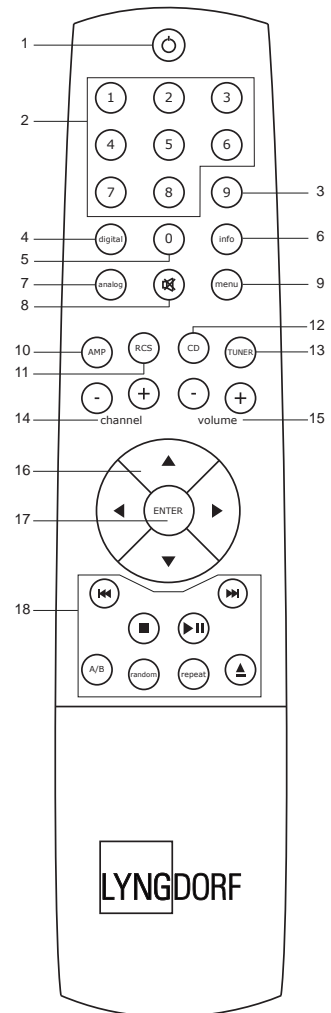 1
1 2 3
2
4 5 6
7 8 9 3
4 digital 0 info 6
5
7 analog menu 9
8
12
10 AMP RCS CD TUNER 13
11
- + - +
14 channel volume 15
16
17 ENTER
18
A/B random repeat
LYNGDORF